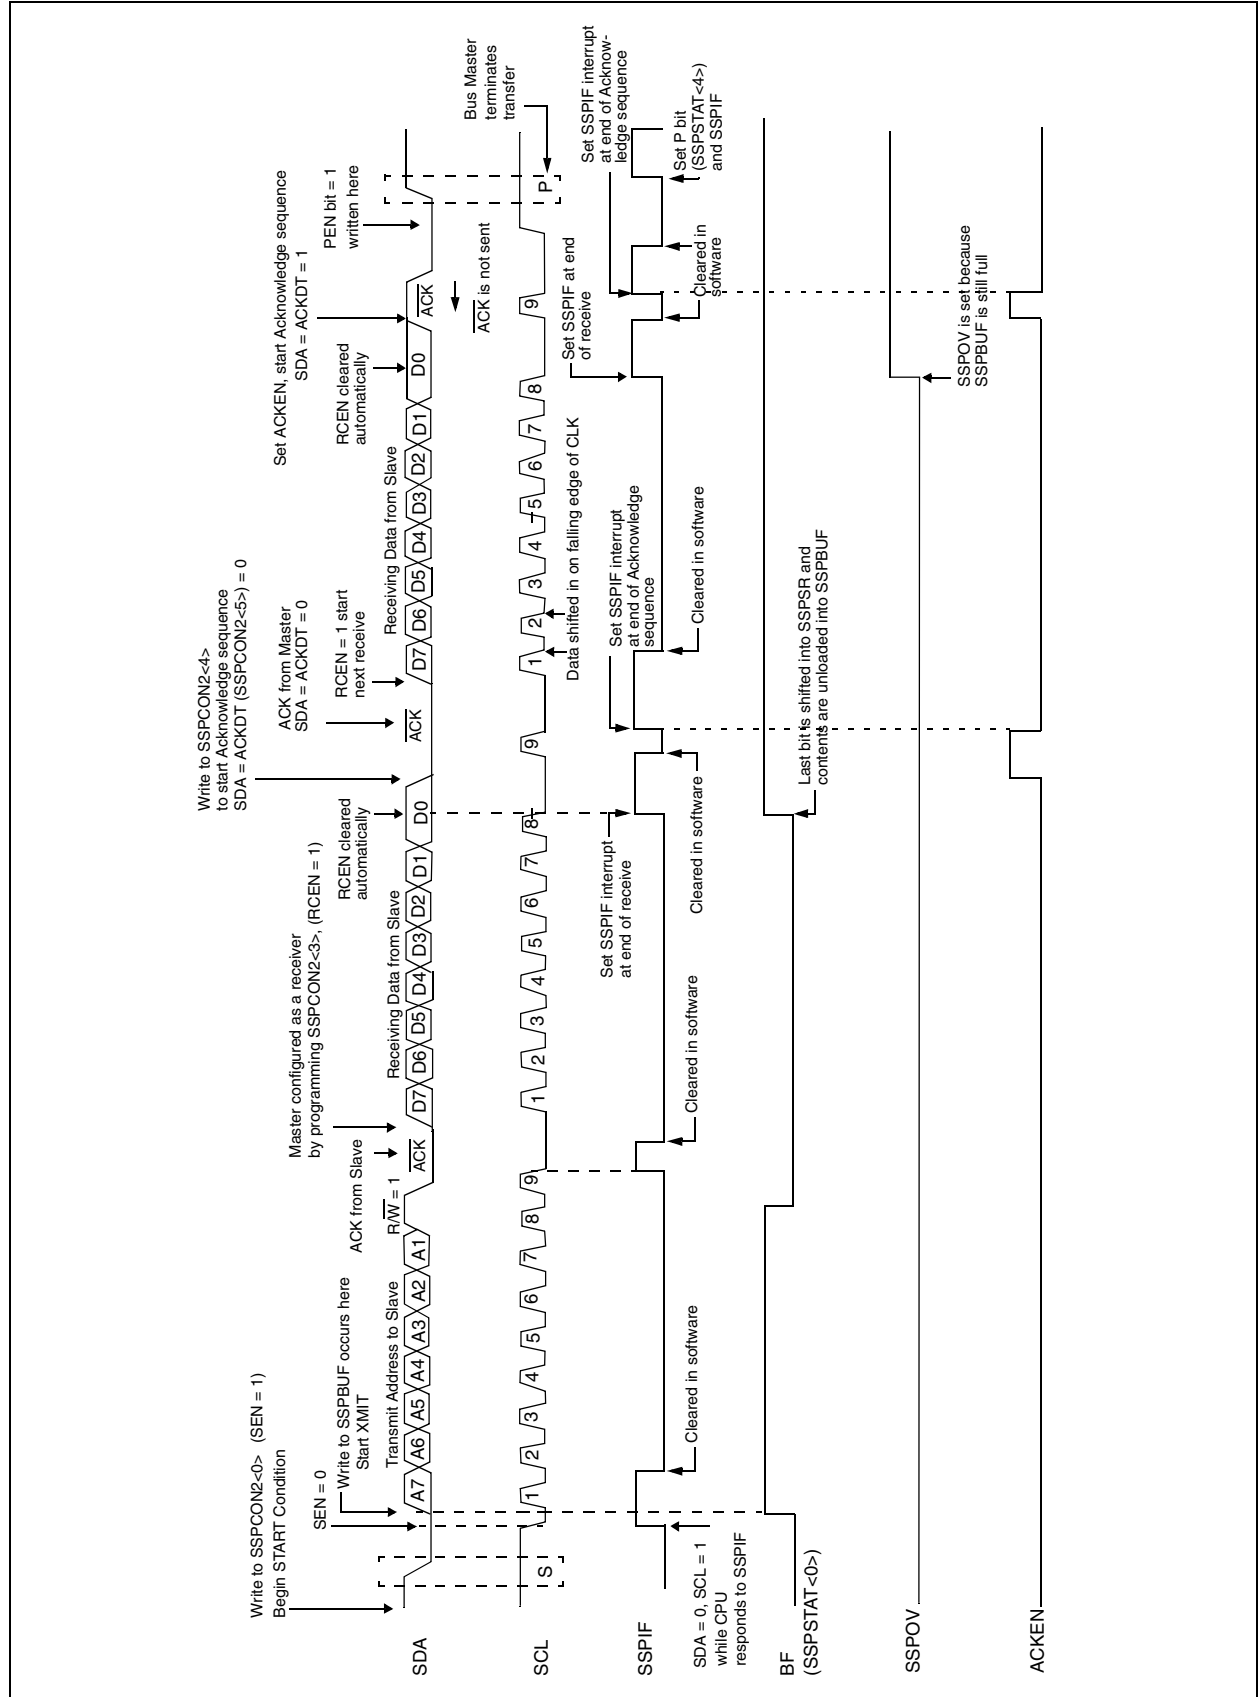 Write to SSPCON2<0> (SEN = 1)
Begin START Condition
SEN = 0
Write to SSPBUF occurs here
Start XMIT
Master configured as a receiver
by programming SSPCON2<3>, (RCEN = 1)
ACK from Slave
Write to SSPCON2<4>
to start Acknowledge sequence
SDA = ACKDT (SSPCON2<5>) = 0
RCEN cleared
automatically
ACK from Master
SDA = ACKDT = 0
RCEN = 1 start
next receive
Set ACKEN, start Acknowledge sequence
SDA = ACKDT = 1
RCEN cleared
automatically
PEN bit = 1
written here
Transmit Address to Slave
R/W = 1
Receiving Data from Slave
Receiving Data from Slave
SDA
A7 A6 A5 A4 A3 A2 A1 ACK D7 D6 D5 D4 D3 D2 D1 D0 ACK D7 D6 D5 D4 D3 D2 D1 D0 ACK
ACK is not sent
Bus Master
terminates
transfer
SCL
S 1 2 3 4 5 6 7 8 9 1 2 3 4 5 6 7 8 9 1 2 3 4 5 6 7 8 9 P
Data shifted in on falling edge of CLK
Set SSPIF interrupt
at end of receive
Set SSPIF interrupt
at end of Acknowledge
sequence
Set SSPIF at end
of receive
Set SSPIF interrupt
at end of Acknow-
ledge sequence
SSPIF
SDA = 0, SCL = 1
while CPU
responds to SSPIF
Cleared in software
Cleared in software
Cleared in software
Cleared in software
Cleared in
software
Set P bit
(SSPSTAT<4>)
and SSPIF
BF
(SSPSTAT<0>)
Last bit is shifted into SSPSR and
contents are unloaded into SSPBUF
SSPOV
SSPOV is set because
SSPBUF is still full
ACKEN